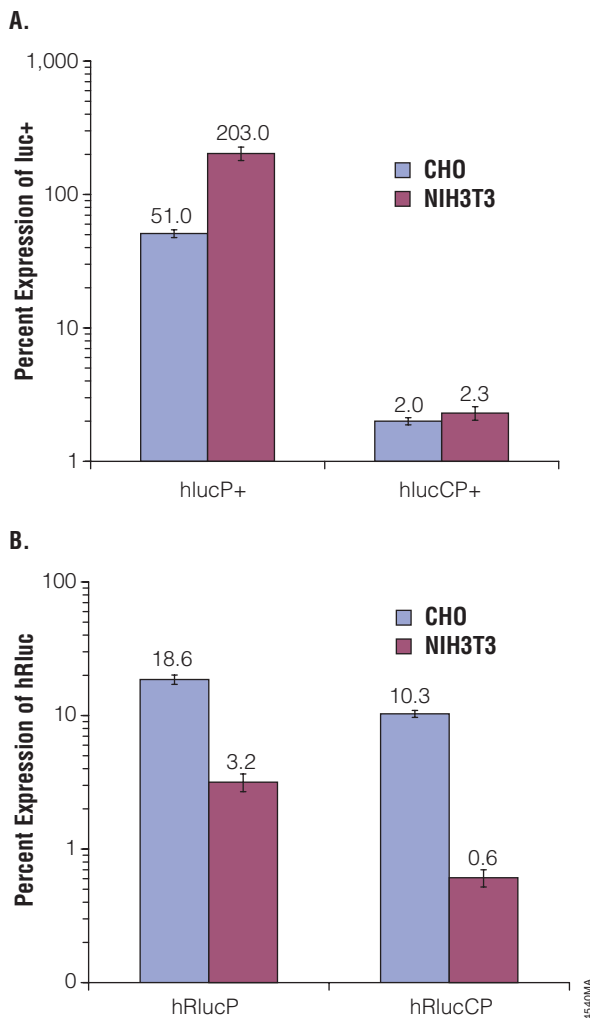 A.
Percent Expression of luc+
1,000
100
10
1
51.0
203.0
2.0
2.3
CHO
NIH3T3
hlucP+
hlucCP+
B.
Percent Expression of hRluc
100
10
1
0
18.6
3.2
10.3
0.6
CHO
NIH3T3
hRlucP
hRlucCP
4540MA